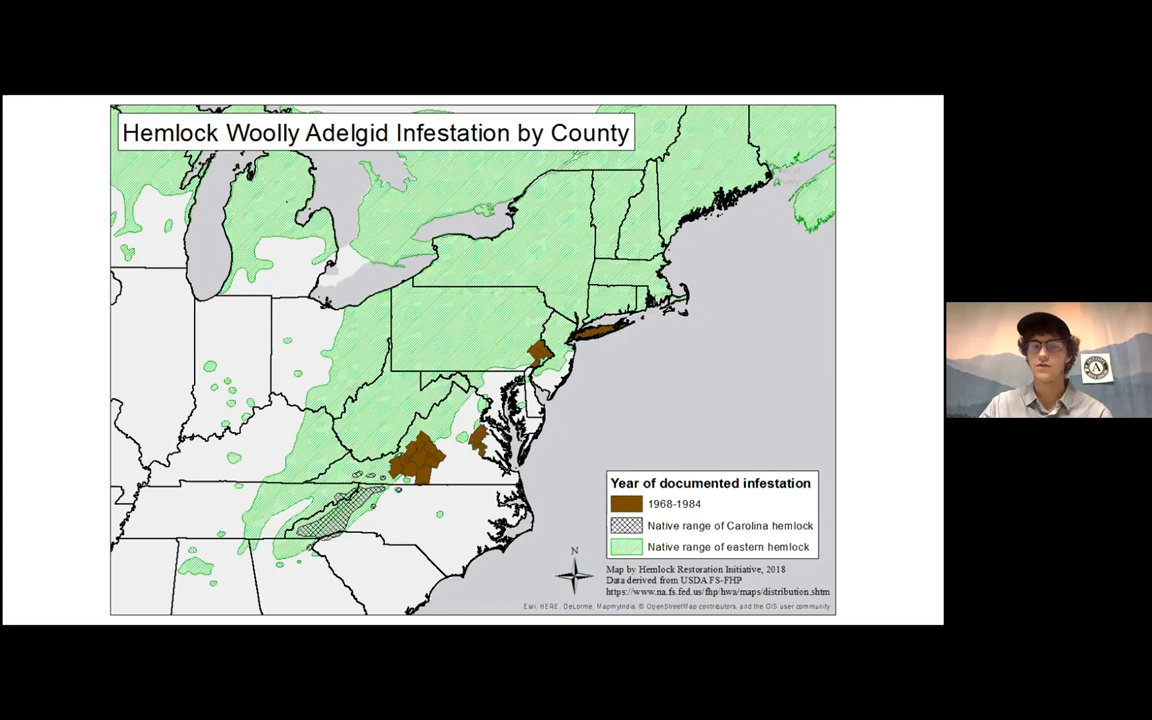 Hemlock Woolly Adelgid Infestation by County
Year of documented infestation
1968-1984
Native range of Carolina hemlock
Native range of eastern hemlock
N
Map by Hemlock Restoration Initiative, 2018
Data derived from USDA FS-FHP
https://www.na.fs.fed.us/fhp/hwa/maps/distribution.shtm
Esri, HERE, DeLorme, MapmyIndia, © OpenStreetMap contributors, and the GIS user community
A